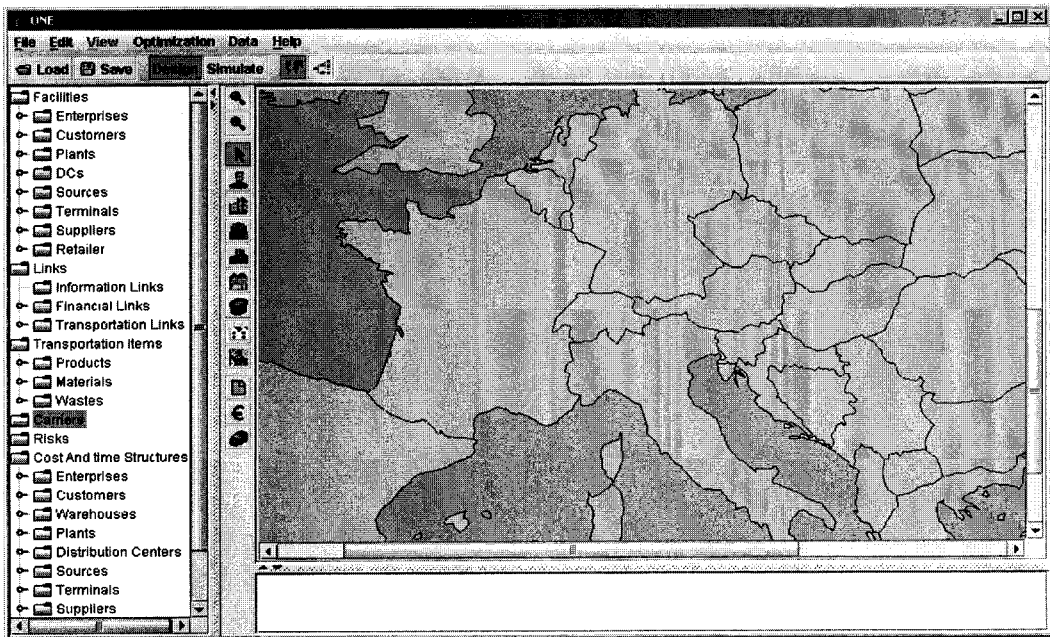 ONE
File Edit View Optimization Data Help
Load Save Design Simulate
Facilities
Enterprises
Customers
Plants
DCs
Sources
Terminals
Suppliers
Retailer
Links
Information Links
Financial Links
Transportation Links
Transportation Items
Products
Materials
Wastes
Carriers
Risks
Cost And time Structures
Enterprises
Customers
Warehouses
Plants
Distribution Centers
Sources
Terminals
Suppliers